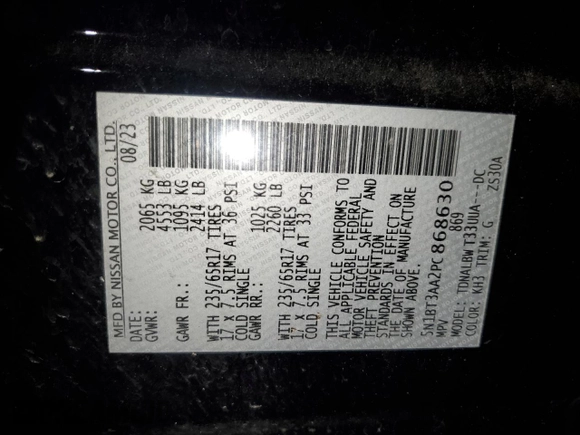 MFD BY NISSAN MOTOR CO., LTD.
DATE: 08/23
GVWR: 2065 KG
4553 LB
GAWR FR.: 1095 KG
2414 LB
WITH 235/65R17 TIRES
17 X 7.5 RIMS AT 36 PSI
COLD SINGLE
GAWR RR.: 1025 KG
2260 LB
WITH 235/65R17 TIRES
17 X 7.5 RIMS AT 33 PSI
COLD SINGLE
THIS VEHICLE CONFORMS TO
ALL APPLICABLE FEDERAL
MOTOR VEHICLE SAFETY AND
THEFT PREVENTION
STANDARDS IN EFFECT ON
THE DATE OF MANUFACTURE
SHOWN ABOVE.
5N1BT3AA2PC868630
MPV 869
MODEL: TDNALBW T33UUA---DC
COLOR: KH3 TRIM: G ZS30A